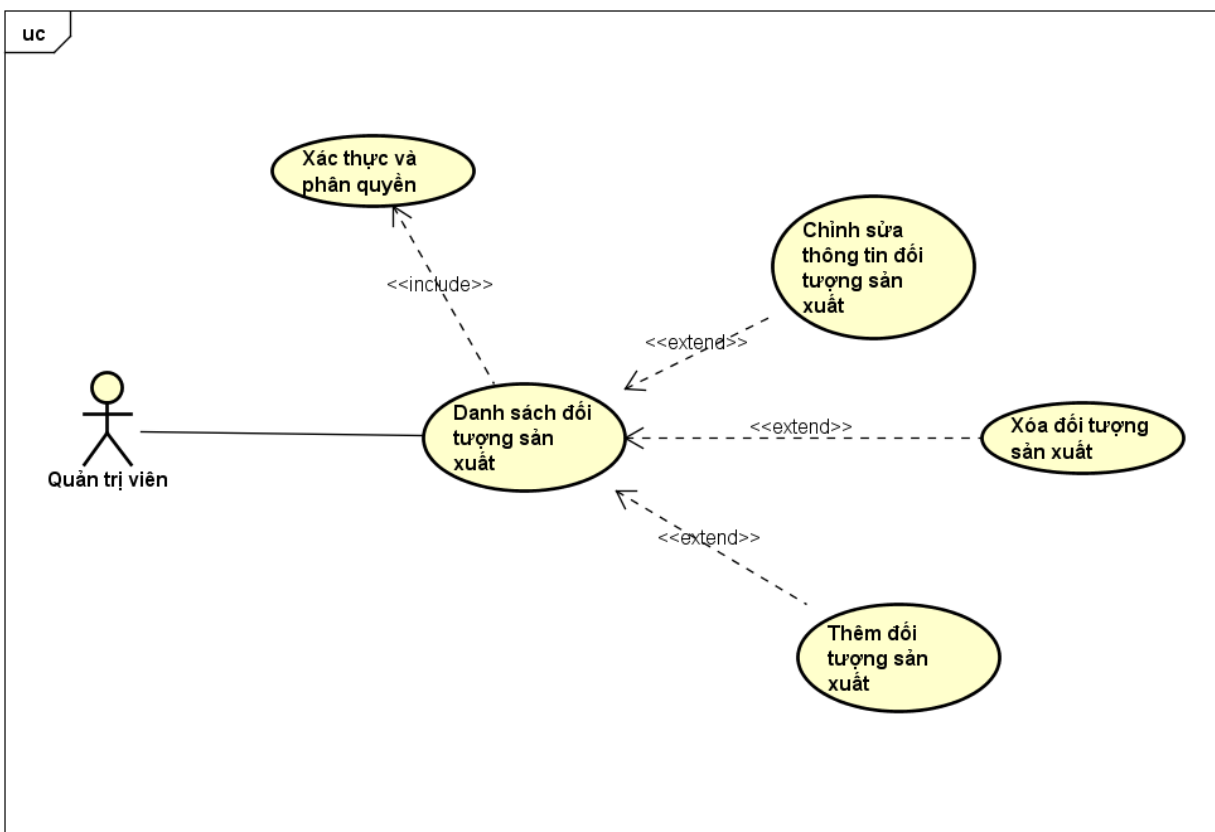 uc
Xác thực và
phân quyền
Chỉnh sửa
thông tin đối
tượng sản
xuất
<<include>>
<<extend>>
Danh sách đối
tượng sản
xuất
<<extend>>
Xóa đối tượng
sản xuất
Quản trị viên
<<extend>>
Thêm đối
tượng sản
xuất